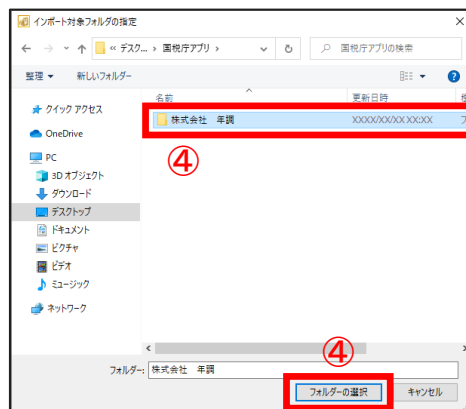 インポート対象フォルダの指定
« デスク... › 国税庁アプリ ›
国税庁アプリの検索
整理
新しいフォルダー
名前
更新日時
クイック アクセス
株式会社　年調
XXXX/XX/XX XX:XX
④
OneDrive
PC
3D オブジェクト
ダウンロード
デスクトップ
ドキュメント
ピクチャ
ビデオ
ミュージック
ネットワーク
④
フォルダー: 株式会社　年調
フォルダーの選択
キャンセル